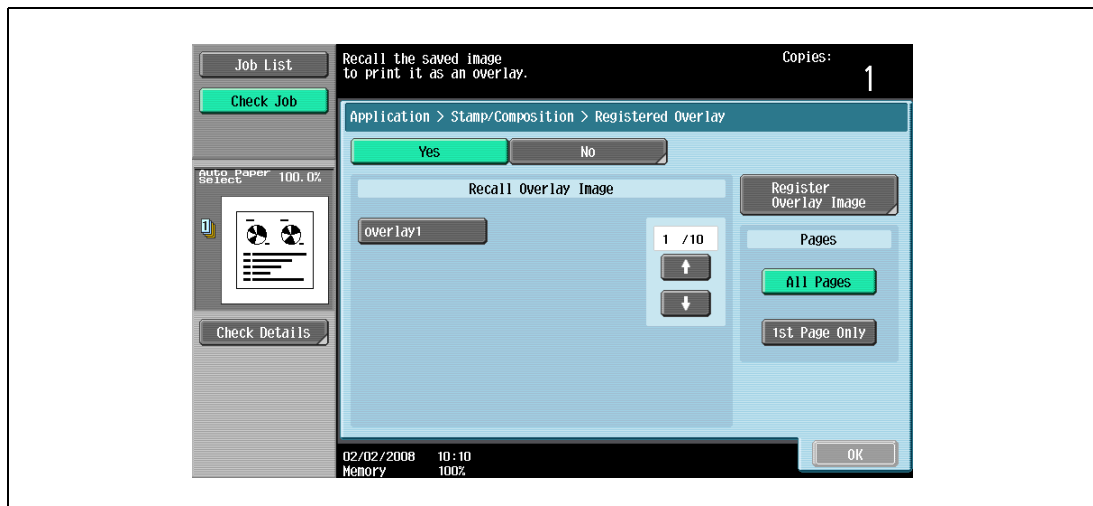 Job List
Check Job
Recall the saved image
to print it as an overlay.
Copies:
1
Application > Stamp/Composition > Registered Overlay
Yes
No
Auto Paper
Select
100.0%
1
Check Details
Recall Overlay Image
overlay1
1 /10
Register
Overlay Image
Pages
All Pages
1st Page Only
02/02/2008 10:10
Memory 100%
OK